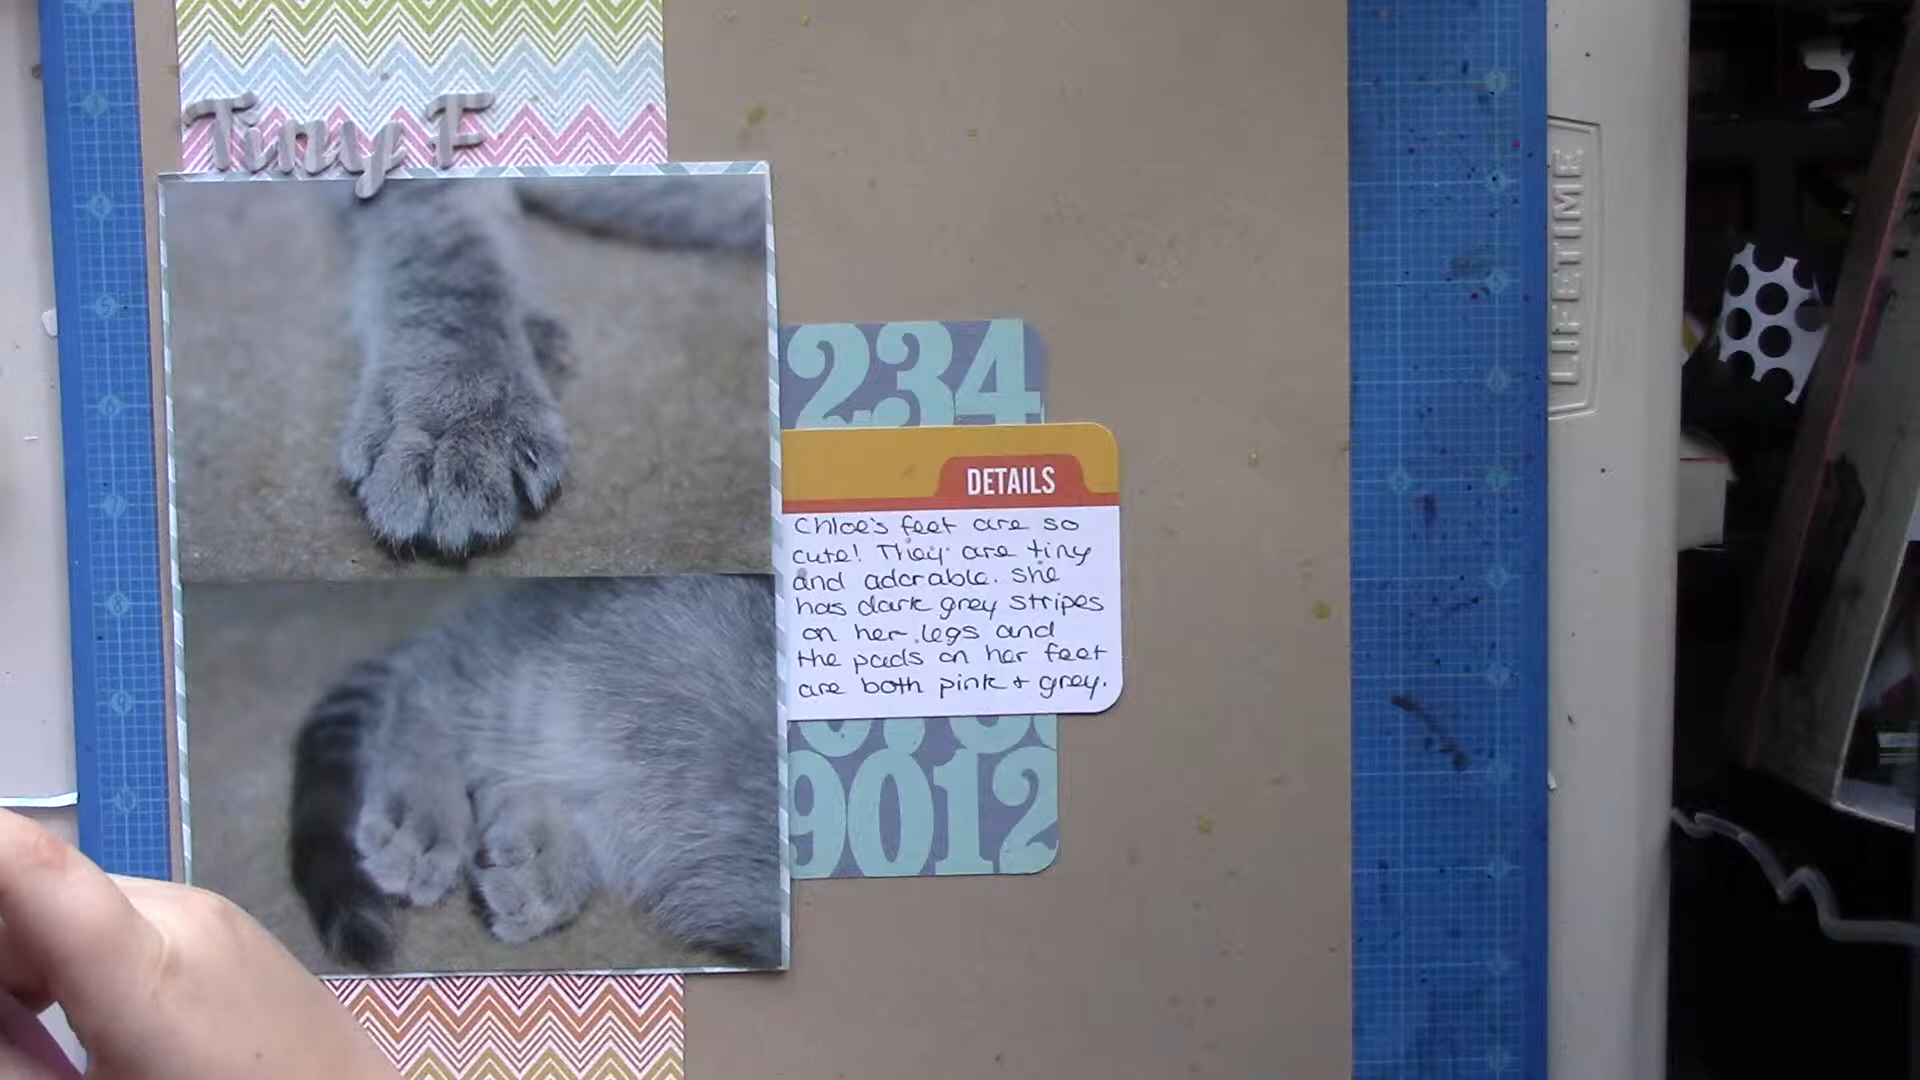 Tiny F
234
DETAILS
Chloe's feet are so
cute! They are tiny
and adorable. She
has dark grey stripes
on her legs and
the pads on her feet
are both pink + grey.
9012
LIFETIME